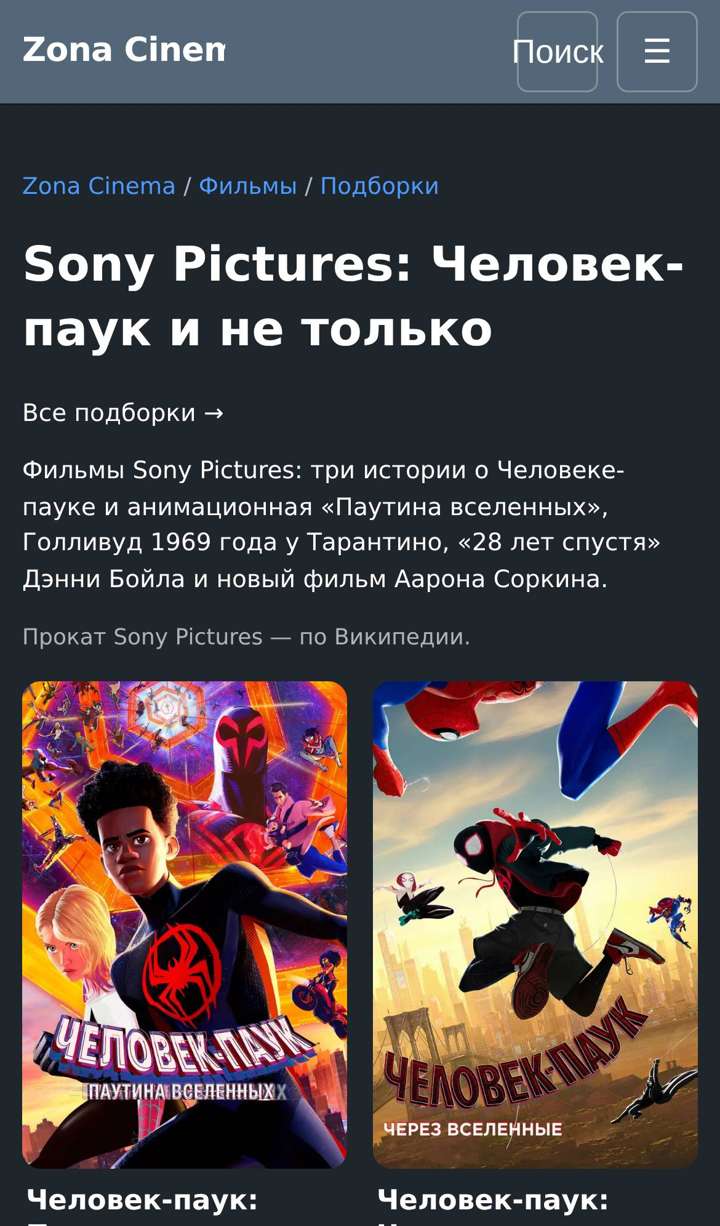 Zona Cinem
Поиск
☰
Zona Cinema / Фильмы / Подборки
Sony Pictures: Человек-
паук и не только
Все подборки →
Фильмы Sony Pictures: три истории о Человеке-
пауке и анимационная «Паутина вселенных»,
Голливуд 1969 года у Тарантино, «28 лет спустя»
Дэнни Бойла и новый фильм Аарона Соркина.
Прокат Sony Pictures — по Википедии.
ЧЕЛОВЕК-ПАУК
ПАУТИНА ВСЕЛЕННЫХ
ЧЕЛОВЕК-ПАУК
ЧЕРЕЗ ВСЕЛЕННЫЕ
Человек-паук:
Человек-паук: